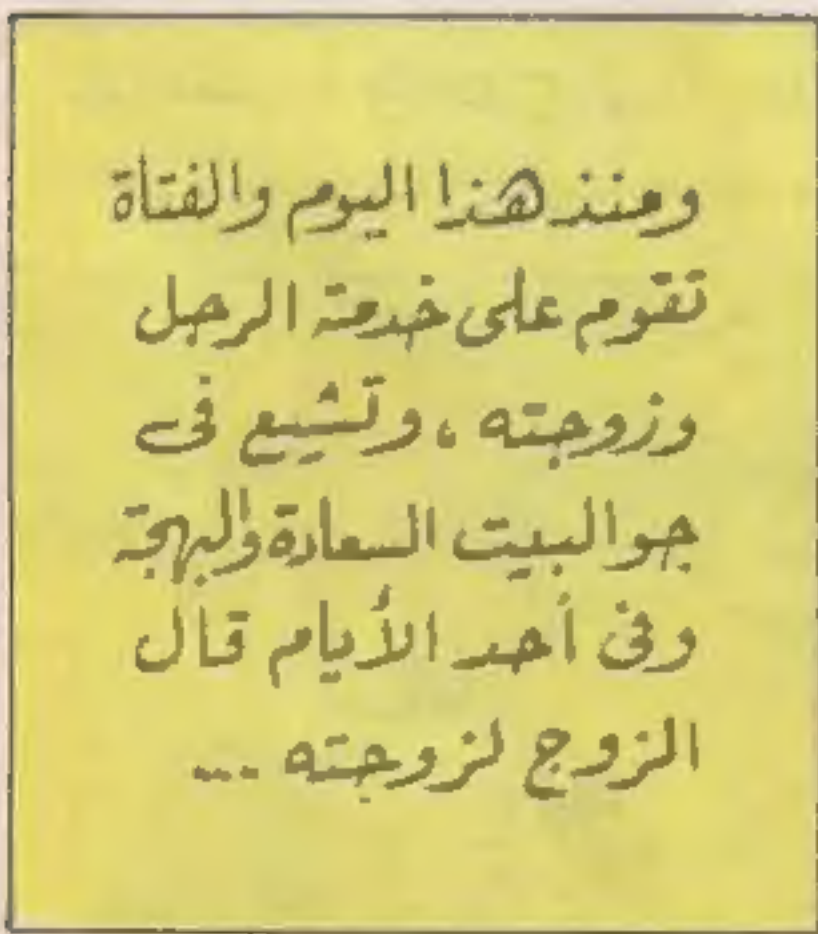 ومنذ هذا اليوم والفتاة
تقوم على خدمة الرجل
وزوجته ، وتشيع فى
جو البيت السعادة والبهجة
وفى أحد الأيام قال
الزوج لزوجته ...